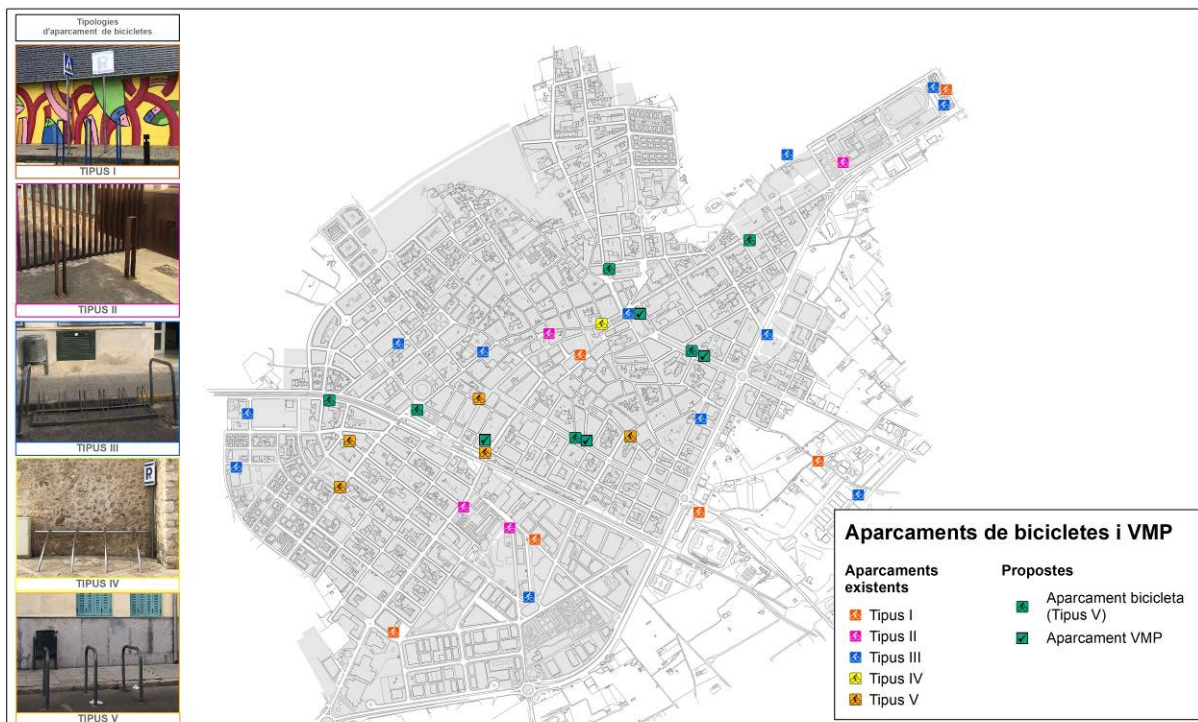 Tipologies
d'aparcament de bicicletes
TIPUS I
TIPUS II
TIPUS III
TIPUS IV
TIPUS V
Aparcaments de bicicletes i VMP
Aparcaments
existents
Tipus I
Tipus II
Tipus III
Tipus IV
Tipus V
Propostes
Aparcament bicicleta
(Tipus V)
Aparcament VMP